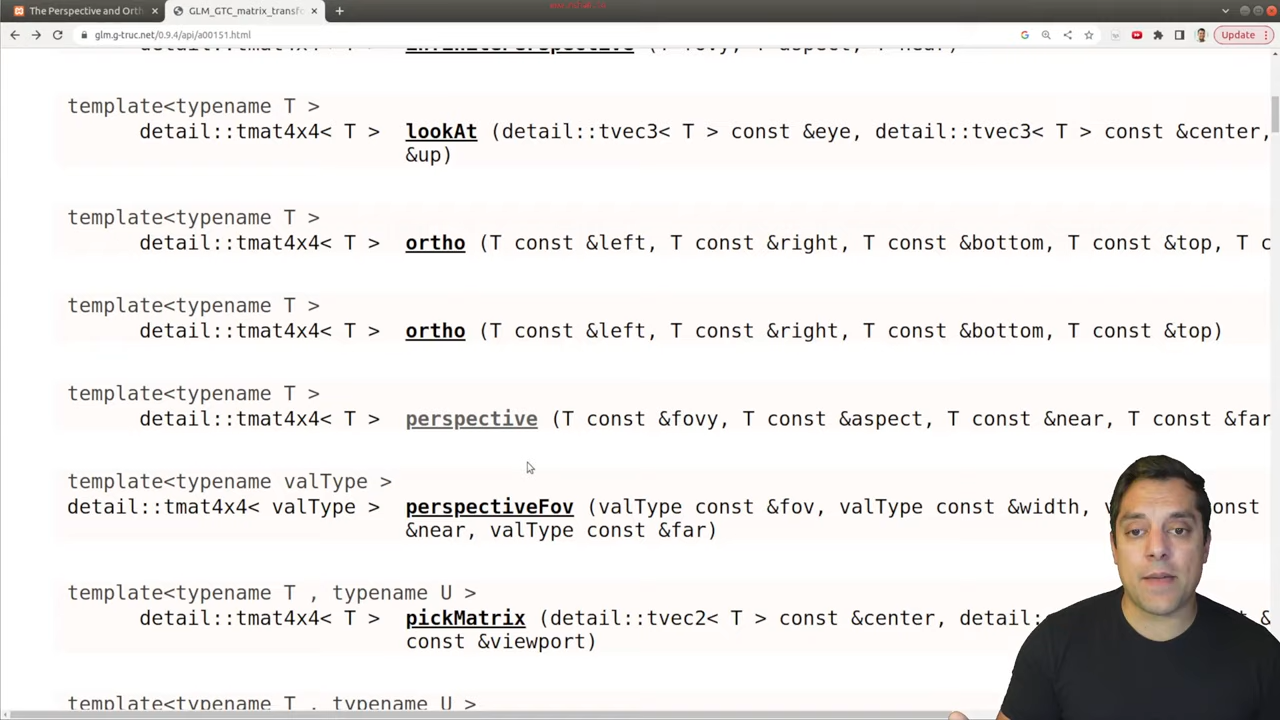 The Perspective and Orth
GLM_GTC_matrix_transfo
glm.g-truc.net/0.9.4/api/a00151.html
Update
infinitePerspective (T fovy, T aspect, T near)
template<typename T >
detail::tmat4x4< T > lookAt (detail::tvec3< T > const &eye, detail::tvec3< T > const &center,
&up)
template<typename T >
detail::tmat4x4< T > ortho (T const &left, T const &right, T const &bottom, T const &top, T c
template<typename T >
detail::tmat4x4< T > ortho (T const &left, T const &right, T const &bottom, T const &top)
template<typename T >
detail::tmat4x4< T > perspective (T const &fovy, T const &aspect, T const &near, T const &far
template<typename valType >
detail::tmat4x4< valType > perspectiveFov (valType const &fov, valType const &width, v const
&near, valType const &far)
template<typename T , typename U >
detail::tmat4x4< T > pickMatrix (detail::tvec2< T > const &center, detail: &
const &viewport)
template<typename T , typename U >